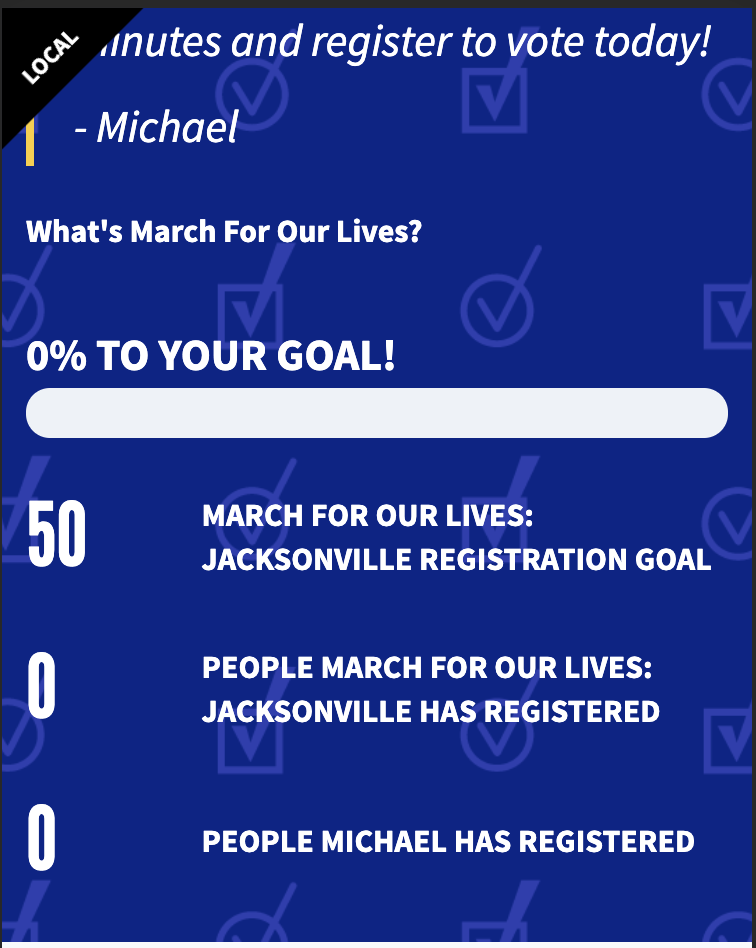 LOCAL
and register to vote today!
- Michael
What's March For Our Lives?
0% TO YOUR GOAL!
50
MARCH FOR OUR LIVES:
JACKSONVILLE REGISTRATION GOAL
0
PEOPLE MARCH FOR OUR LIVES:
JACKSONVILLE HAS REGISTERED
0
PEOPLE MICHAEL HAS REGISTERED